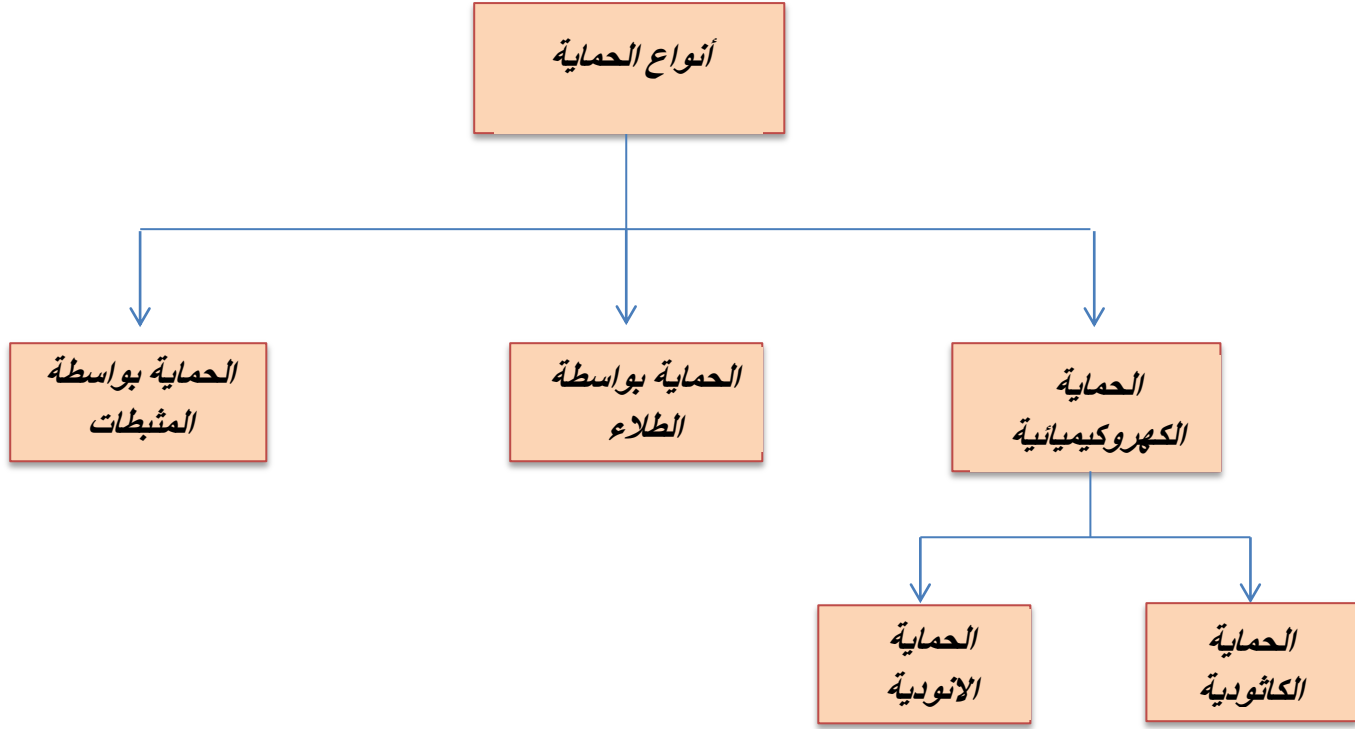 أنواع الحماية
الحماية
الكهروكيميائية
الحماية بواسطة
الطلاء
الحماية بواسطة
المثبطات
الحماية
الكاثودية
الحماية
الانودية